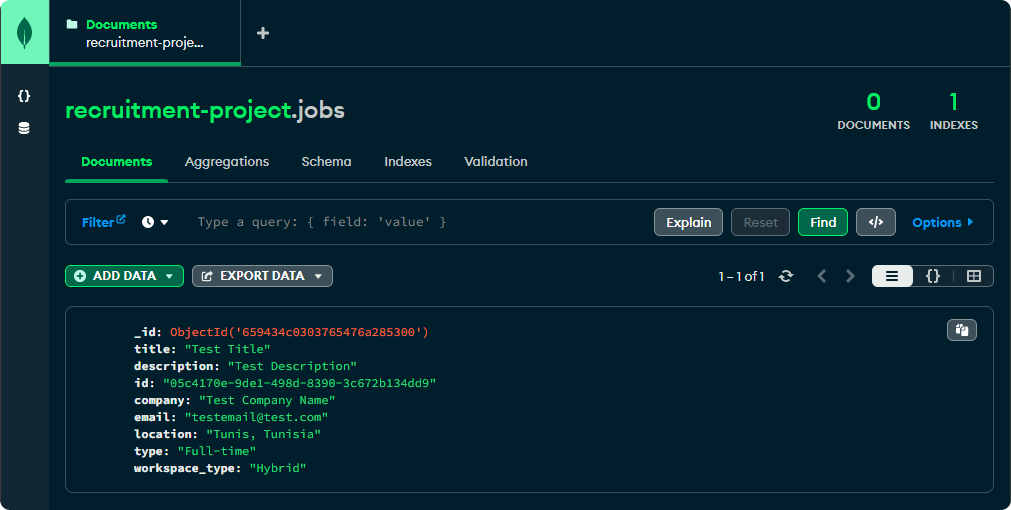 Documents
recruitment-proje...
+
{}
recruitment-project.jobs
0
DOCUMENTS
1
INDEXES
Documents
Aggregations
Schema
Indexes
Validation
Filter
Type a query: { field: 'value' }
Explain
Reset
Find
</>
Options
ADD DATA
EXPORT DATA
1 – 1 of 1
{}
_id: ObjectId('659434c0303765476a285300')
title: "Test Title"
description: "Test Description"
id: "05c4170e-9de1-498d-8390-3c672b134dd9"
company: "Test Company Name"
email: "testemail@test.com"
location: "Tunis, Tunisia"
type: "Full-time"
workspace_type: "Hybrid"